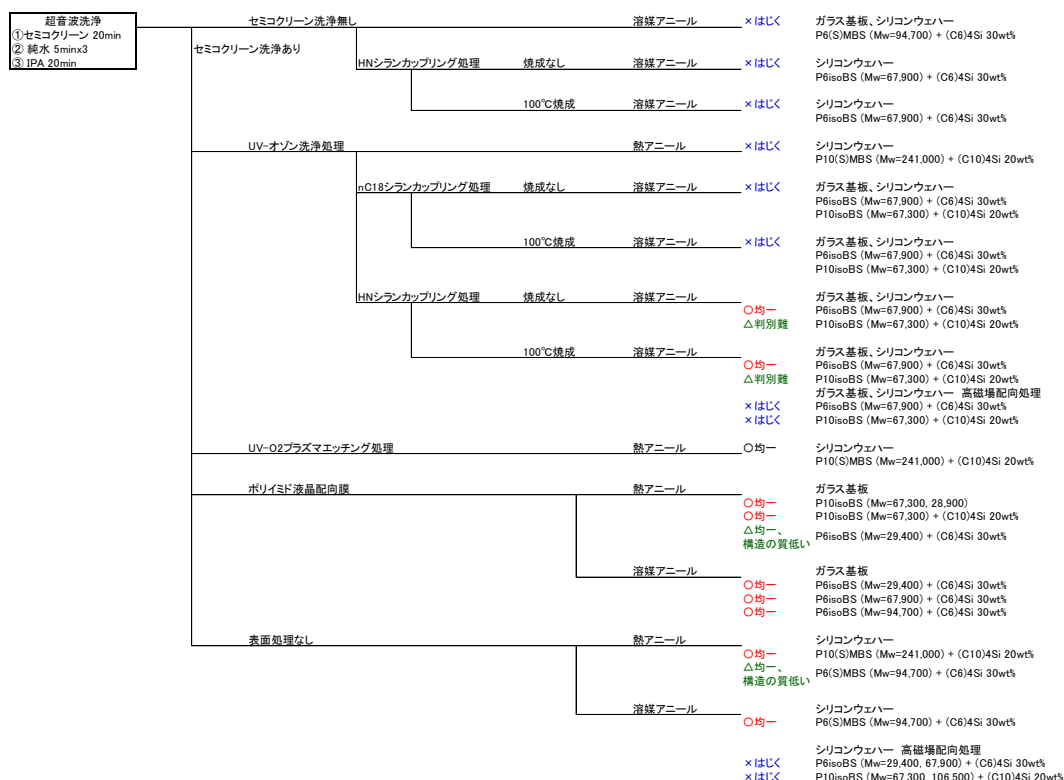 超音波洗浄
①セミコクリーン 20min
② 純水 5minx3
③ IPA 20min
セミコクリーン洗浄無し 溶媒アニール ×はじく ガラス基板、シリコンウェハー
P6(S)MBS (Mw=94,700) + (C6)4Si 30wt%
セミコクリーン洗浄あり
HNシランカップリング処理 焼成なし 溶媒アニール ×はじく シリコンウェハー
P6isoBS (Mw=67,900) + (C6)4Si 30wt%
100℃焼成 溶媒アニール ×はじく シリコンウェハー
P6isoBS (Mw=67,900) + (C6)4Si 30wt%
UV-オゾン洗浄処理 熱アニール ×はじく シリコンウェハー
P10(S)MBS (Mw=241,000) + (C10)4Si 20wt%
nC18シランカップリング処理 焼成なし 溶媒アニール ×はじく ガラス基板、シリコンウェハー
P6isoBS (Mw=67,900) + (C6)4Si 30wt%
P10isoBS (Mw=67,300) + (C10)4Si 20wt%
100℃焼成 溶媒アニール ×はじく ガラス基板、シリコンウェハー
P6isoBS (Mw=67,900) + (C6)4Si 30wt%
P10isoBS (Mw=67,300) + (C10)4Si 20wt%
HNシランカップリング処理 焼成なし 溶媒アニール ガラス基板、シリコンウェハー
○均一 P6isoBS (Mw=67,900) + (C6)4Si 30wt%
△判別難 P10isoBS (Mw=67,300) + (C10)4Si 20wt%
100℃焼成 溶媒アニール ガラス基板、シリコンウェハー
○均一 P6isoBS (Mw=67,900) + (C6)4Si 30wt%
△判別難 P10isoBS (Mw=67,300) + (C10)4Si 20wt%
ガラス基板、シリコンウェハー 高磁場配向処理
×はじく P6isoBS (Mw=67,900) + (C6)4Si 30wt%
×はじく P10isoBS (Mw=67,300) + (C10)4Si 20wt%
UV-O2プラズマエッチング処理 熱アニール ○均一 シリコンウェハー
P10(S)MBS (Mw=241,000) + (C10)4Si 20wt%
ポリイミド液晶配向膜 熱アニール ガラス基板
○均一 P10isoBS (Mw=67,300, 28,900)
○均一 P10isoBS (Mw=67,300) + (C10)4Si 20wt%
△均一、
構造の質低い P6isoBS (Mw=29,400) + (C6)4Si 30wt%
溶媒アニール ガラス基板
○均一 P6isoBS (Mw=29,400) + (C6)4Si 30wt%
○均一 P6isoBS (Mw=67,900) + (C6)4Si 30wt%
○均一 P6isoBS (Mw=94,700) + (C6)4Si 30wt%
表面処理なし 熱アニール シリコンウェハー
○均一 P10(S)MBS (Mw=241,000) + (C10)4Si 20wt%
△均一、
構造の質低い P6(S)MBS (Mw=94,700) + (C6)4Si 30wt%
溶媒アニール シリコンウェハー
○均一 P6(S)MBS (Mw=94,700) + (C6)4Si 30wt%
シリコンウェハー 高磁場配向処理
×はじく P6isoBS (Mw=29,400, 67,900) + (C6)4Si 30wt%
×はじく P10isoBS (Mw=67,300, 106,500) + (C10)4Si 20wt%